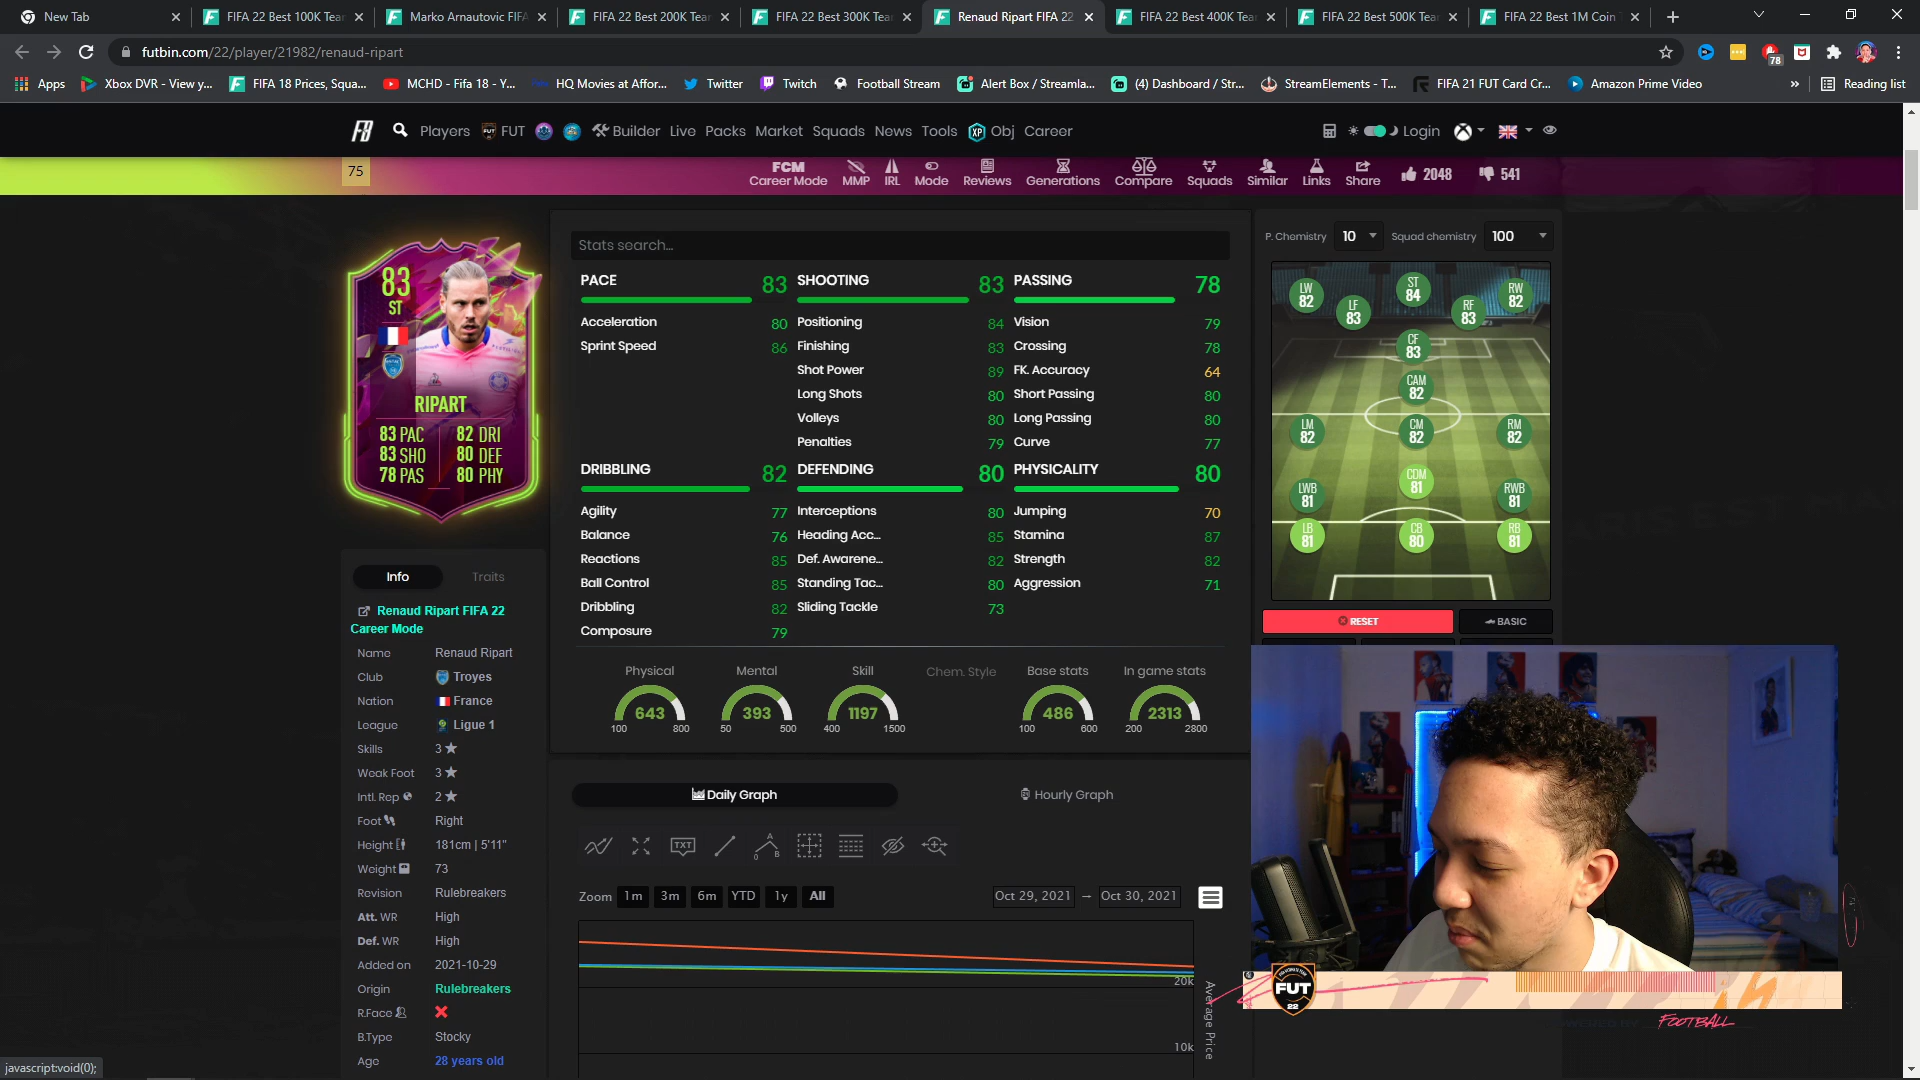 New Tab
FIFA 22 Best 100K Tea
Marko Arnautovic FIFA
FIFA 22 Best 200K Tea
FIFA 22 Best 300K Tea
Renaud Ripart FIFA 22
FIFA 22 Best 400K Tea
FIFA 22 Best 500K Tea
FIFA 22 Best 1M Coin
futbin.com/22/player/21982/renaud-ripart
78
Apps
Xbox DVR - View y...
FIFA 18 Prices, Squa...
MCHD - Fifa 18 - Y...
HQ Movies at Affor...
Twitter
Twitch
Football Stream
Alert Box / Streamla...
(4) Dashboard / Str...
StreamElements - T...
FIFA 21 FUT Card Cr...
Amazon Prime Video
»
Reading list
Players FUT Builder Live Packs Market Squads News Tools Obj Career
Login
75
FCM
Career Mode MMP IRL Mode Reviews Generations Compare Squads Similar Links Share 2048 541
83
ST
RIPART
83 PAC 82 DRI
83 SHO 80 DEF
78 PAS 80 PHY
Stats search...
PACE 83 SHOOTING 83 PASSING 78
Acceleration 80 Positioning 84 Vision 79
Sprint Speed 86 Finishing 83 Crossing 78
Shot Power 89 FK. Accuracy 64
Long Shots 80 Short Passing 80
Volleys 80 Long Passing 80
Penalties 79 Curve 77
DRIBBLING 82 DEFENDING 80 PHYSICALITY 80
Agility 77 Interceptions 80 Jumping 70
Balance 76 Heading Acc... 85 Stamina 87
Reactions 85 Def. Awarene... 82 Strength 82
Ball Control 85 Standing Tac... 80 Aggression 71
Dribbling 82 Sliding Tackle 73
Composure 79
Physical Mental Skill Chem. Style Base stats In game stats
643 393 1197 486 2313
100 800 50 500 400 1500 100 600 200 2800
P. Chemistry 10 Squad chemistry 100
LW 82
ST 84
RW 82
LF 83
RF 83
CF 83
CAM 82
LM 82
CM 82
RM 82
CDM 81
LWB 81
RWB 81
LB 81
CB 80
RB 81
RESET BASIC
Info Traits
Renaud Ripart FIFA 22
Career Mode
Name Renaud Ripart
Club Troyes
Nation France
League Ligue 1
Skills 3
Weak Foot 3
Intl. Rep 2
Foot Right
Height 181cm | 5'11"
Weight 73
Revision Rulebreakers
Att. WR High
Def. WR High
Added on 2021-10-29
Origin Rulebreakers
R.Face
B.Type Stocky
Age 28 years old
Daily Graph Hourly Graph
TXT
A
0 B
Zoom 1m 3m 6m YTD 1y All
Oct 29, 2021 → Oct 30, 2021
20k
10k
Average Price
FUT
22
FOOTBALL
javascript:void(0);